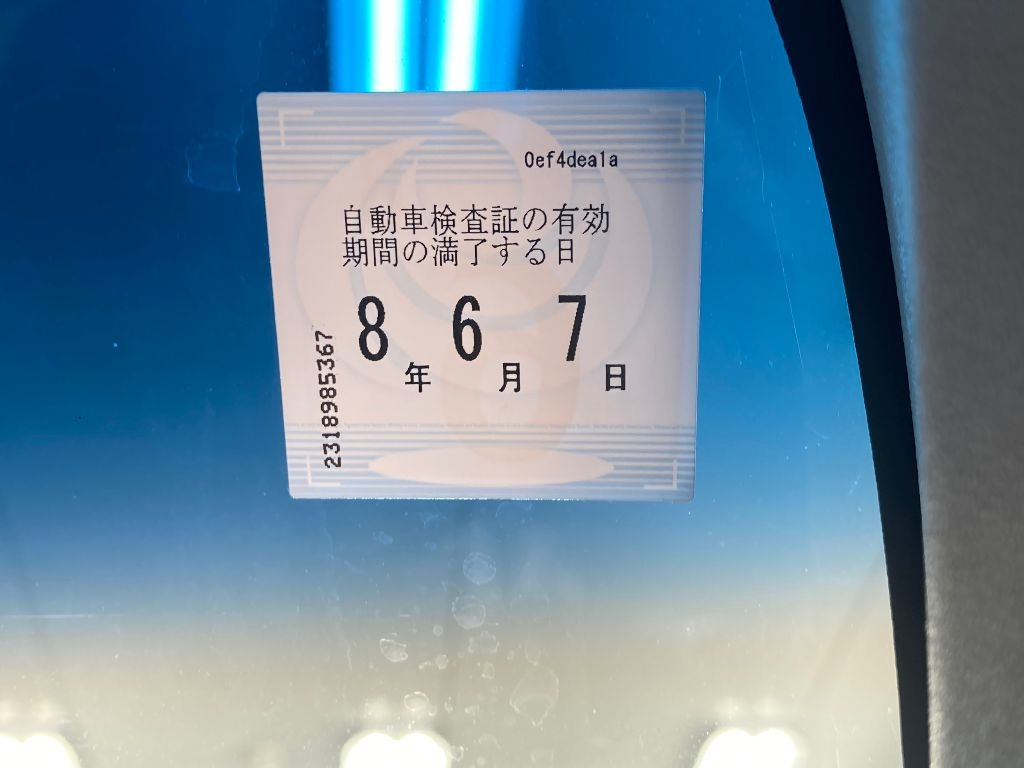 0ef4dea1a
自動車検査証の有効
期間の満了する日
8年 6月 7日
2318985367